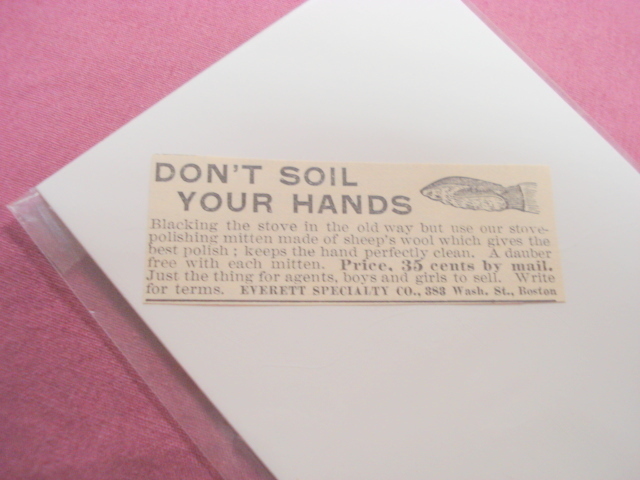 DON'T SOIL
YOUR HANDS
Blacking the stove in the old way but use our stove-
polishing mitten made of sheep's wool which gives the
best polish ; keeps the hand perfectly clean. A dauber
free with each mitten. Price, 35 cents by mail.
Just the thing for agents, boys and girls to sell. Write
for terms. EVERETT SPECIALTY CO., 383 Wash. St., Boston